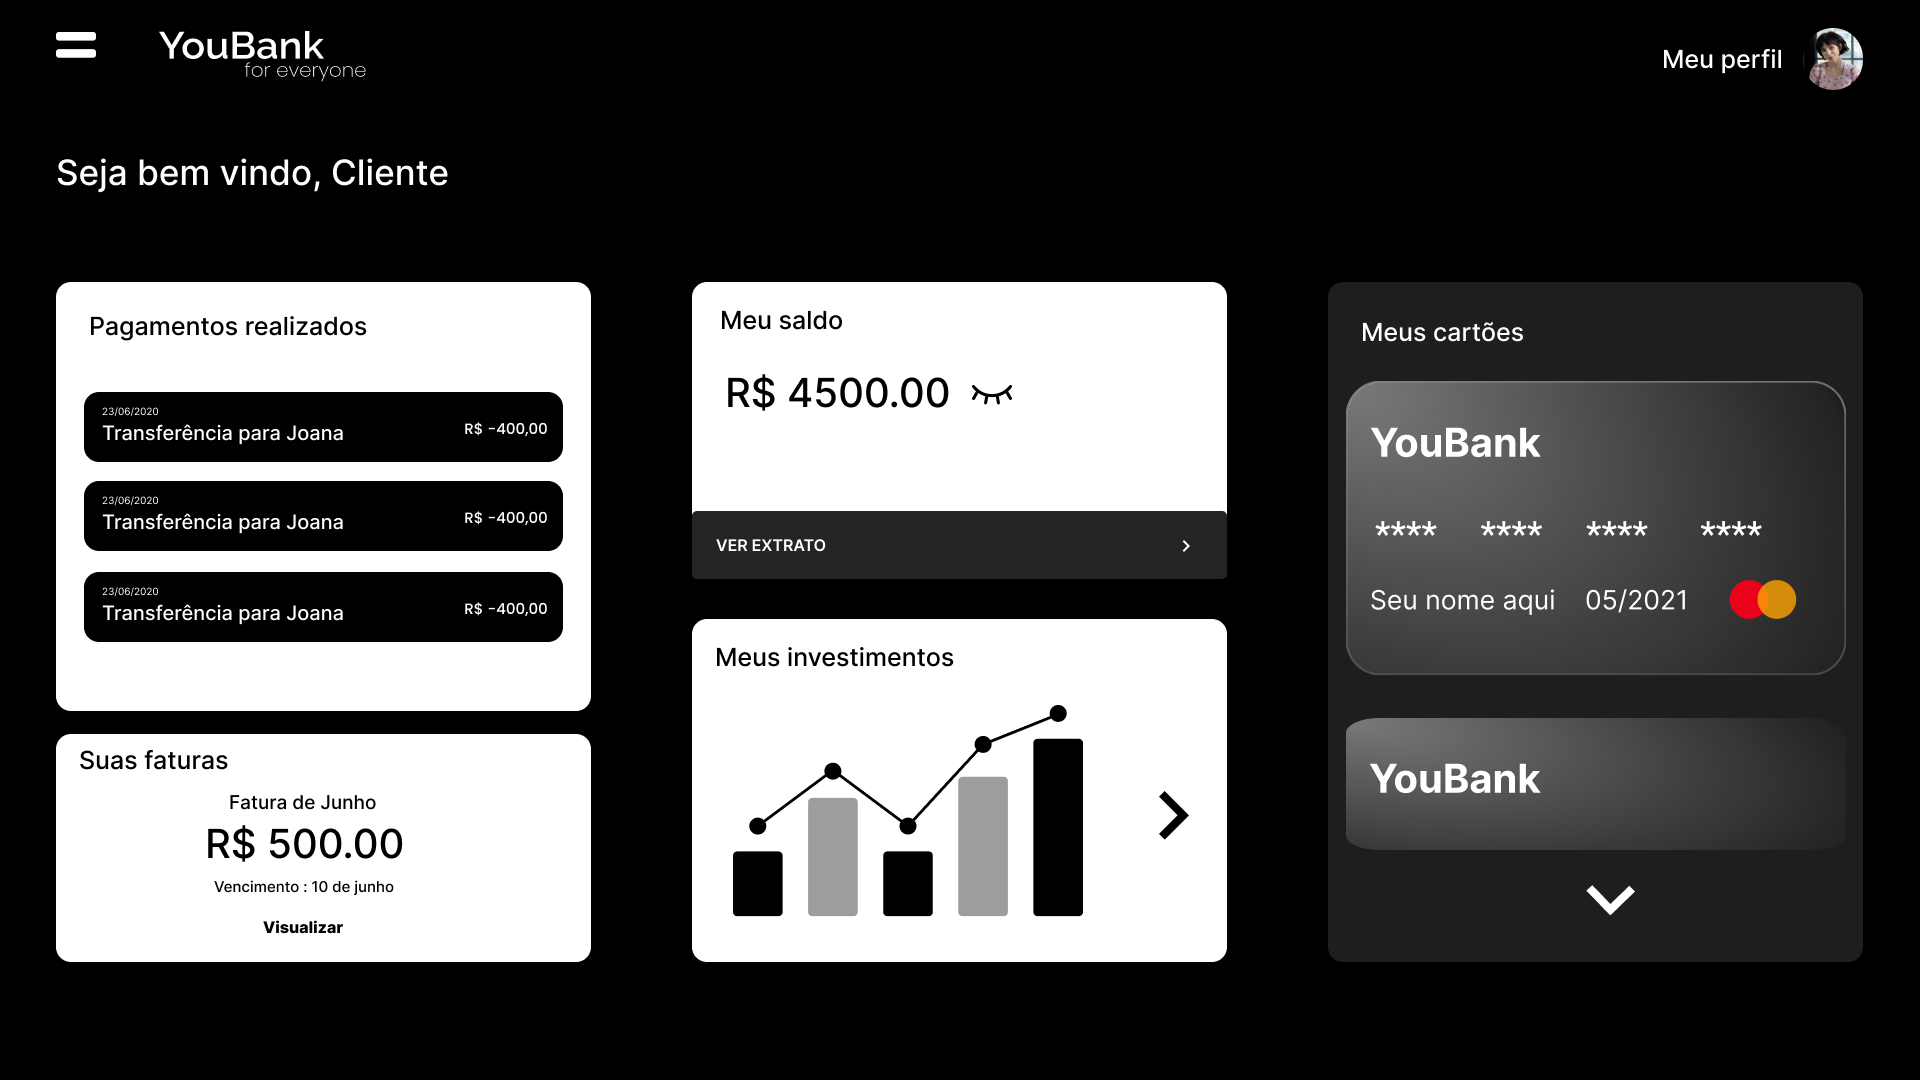 YouBank
for everyone
Meu perfil
Seja bem vindo, Cliente
Pagamentos realizados
23/06/2020
Transferência para Joana
R$ -400,00
23/06/2020
Transferência para Joana
R$ -400,00
23/06/2020
Transferência para Joana
R$ -400,00
Suas faturas
Fatura de Junho
R$ 500.00
Vencimento : 10 de junho
Visualizar
Meu saldo
R$ 4500.00
VER EXTRATO
Meus investimentos
Meus cartões
YouBank
**** **** **** ****
Seu nome aqui 05/2021
YouBank